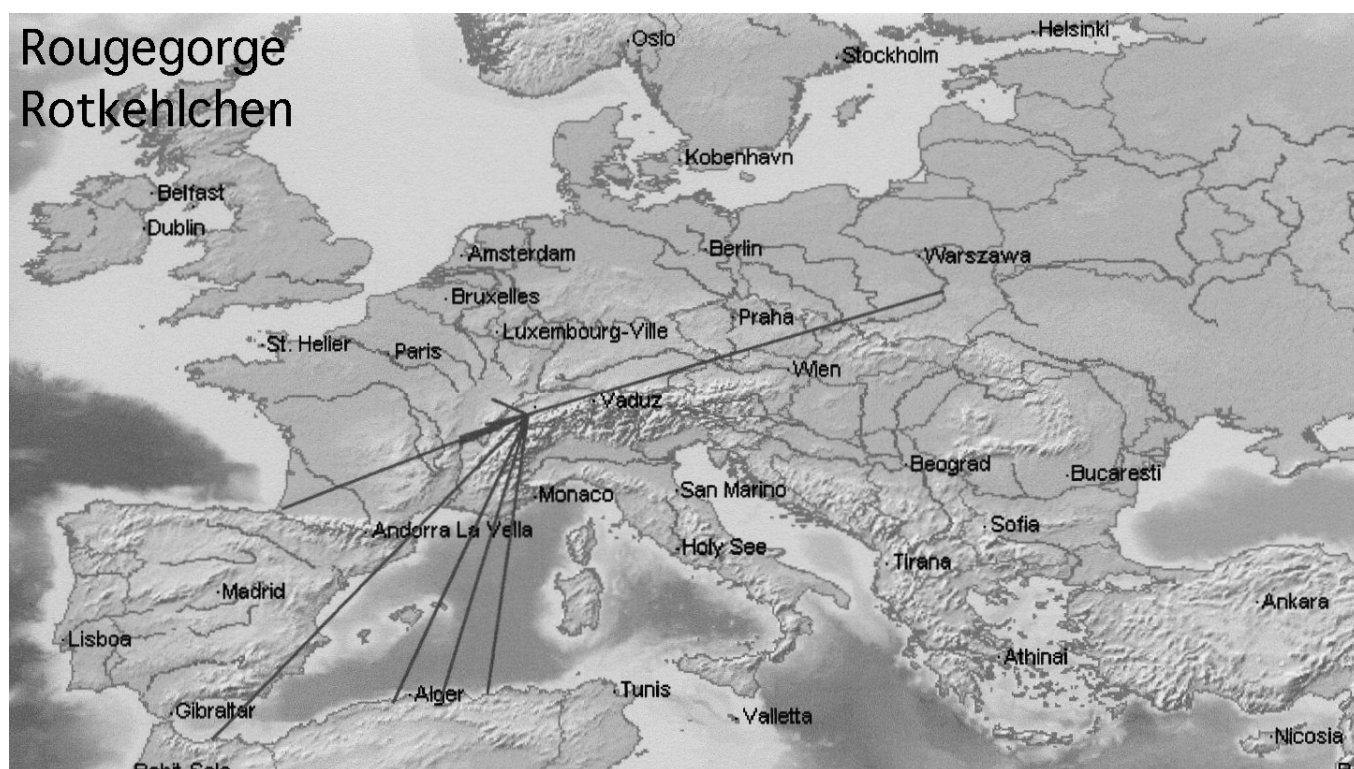 Rougegorge
Rotkehlchen
Helsinki
Oslo
Stockholm
Kobenhavn
Belfast
Dublin
Amsterdam
Berlin
Warszawa
Bruxelles
Praha
Luxembourg-Ville
St. Helier
Paris
Wien
Vaduz
Beograd
Bucaresti
Monaco
San Marino
Andorra La Vella
Sofia
Holy See
Tirana
Madrid
Ankara
Lisboa
Athinai
Alger
Tunis
Gibraltar
Valletta
Nicosia